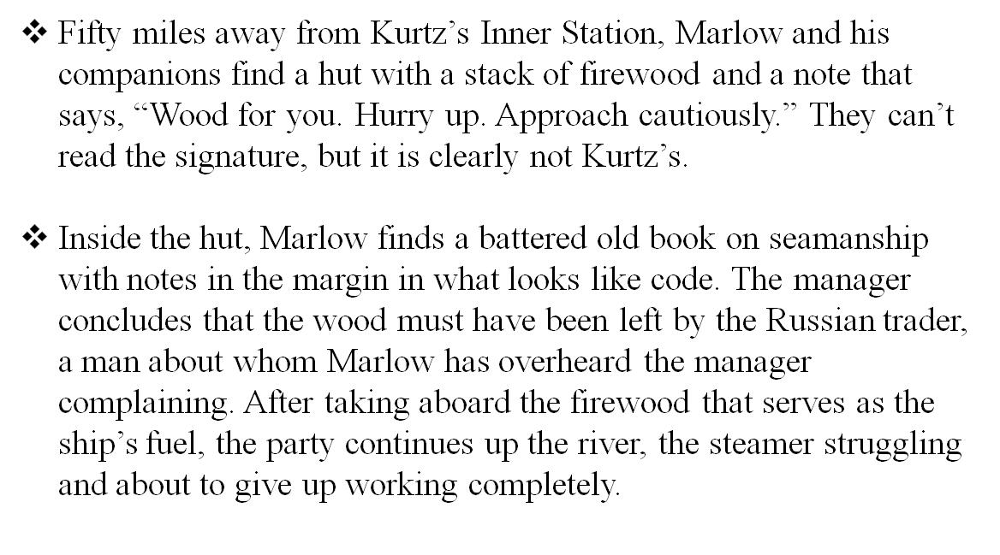 ❖ Fifty miles away from Kurtz’s Inner Station, Marlow and his
companions find a hut with a stack of firewood and a note that
says, “Wood for you. Hurry up. Approach cautiously.” They can’t
read the signature, but it is clearly not Kurtz’s.
❖ Inside the hut, Marlow finds a battered old book on seamanship
with notes in the margin in what looks like code. The manager
concludes that the wood must have been left by the Russian trader,
a man about whom Marlow has overheard the manager
complaining. After taking aboard the firewood that serves as the
ship’s fuel, the party continues up the river, the steamer struggling
and about to give up working completely.